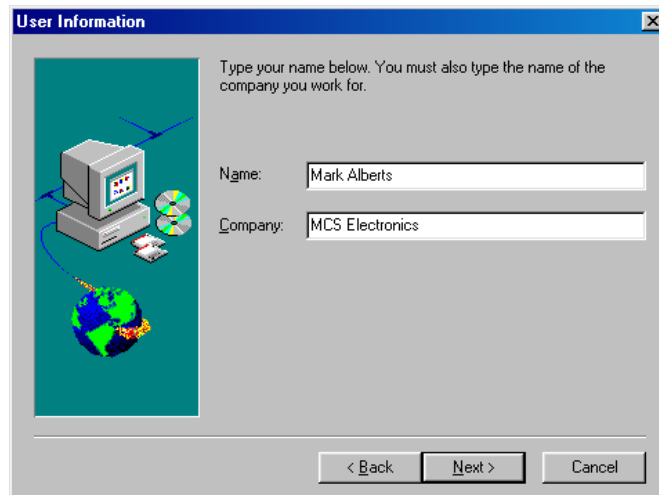 User Information
Type your name below. You must also type the name of the
company you work for.
Name: Mark Alberts
Company: MCS Electronics
< Back Next > Cancel